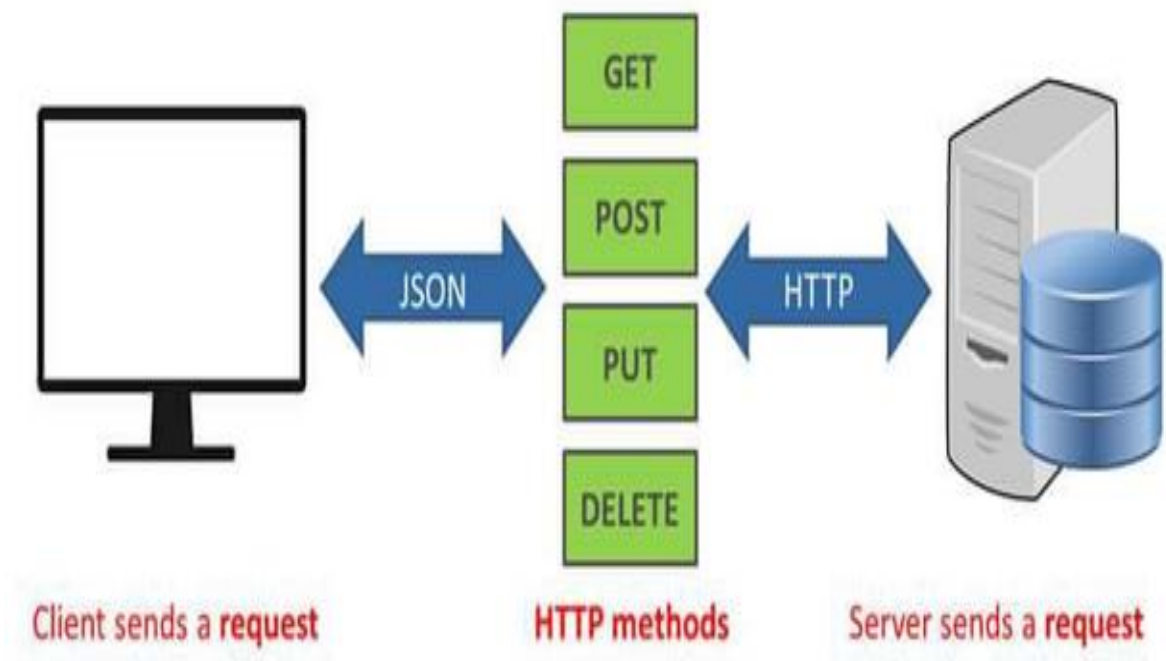 GET
POST
JSON
HTTP
PUT
DELETE
Client sends a request
HTTP methods
Server sends a request